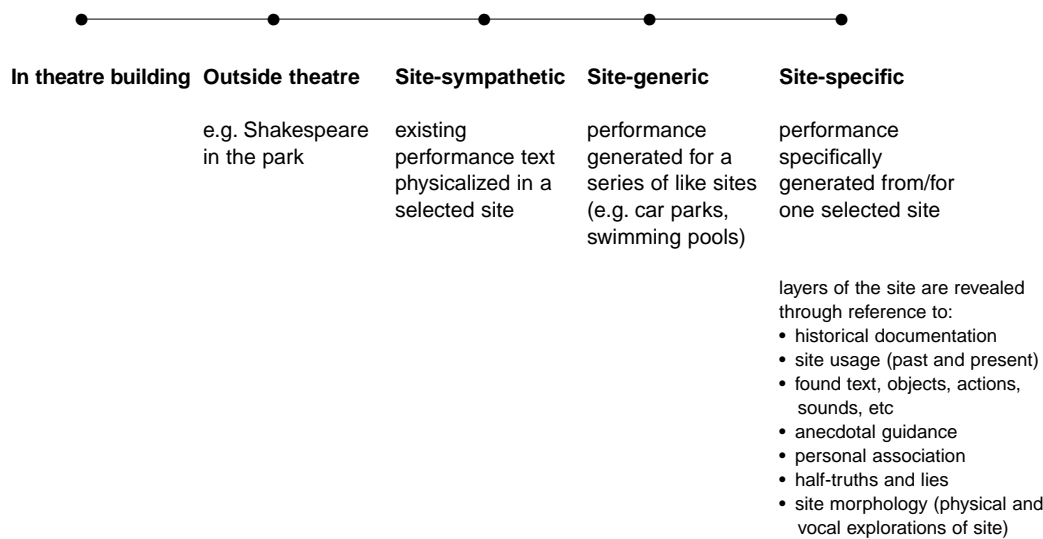 In theatre building
Outside theatre
e.g. Shakespeare
in the park
Site-sympathetic
existing
performance text
physicalized in a
selected site
Site-generic
performance
generated for a
series of like sites
(e.g. car parks,
swimming pools)
Site-specific
performance
specifically
generated from/for
one selected site
layers of the site are revealed
through reference to:
• historical documentation
• site usage (past and present)
• found text, objects, actions,
sounds, etc
• anecdotal guidance
• personal association
• half-truths and lies
• site morphology (physical and
vocal explorations of site)